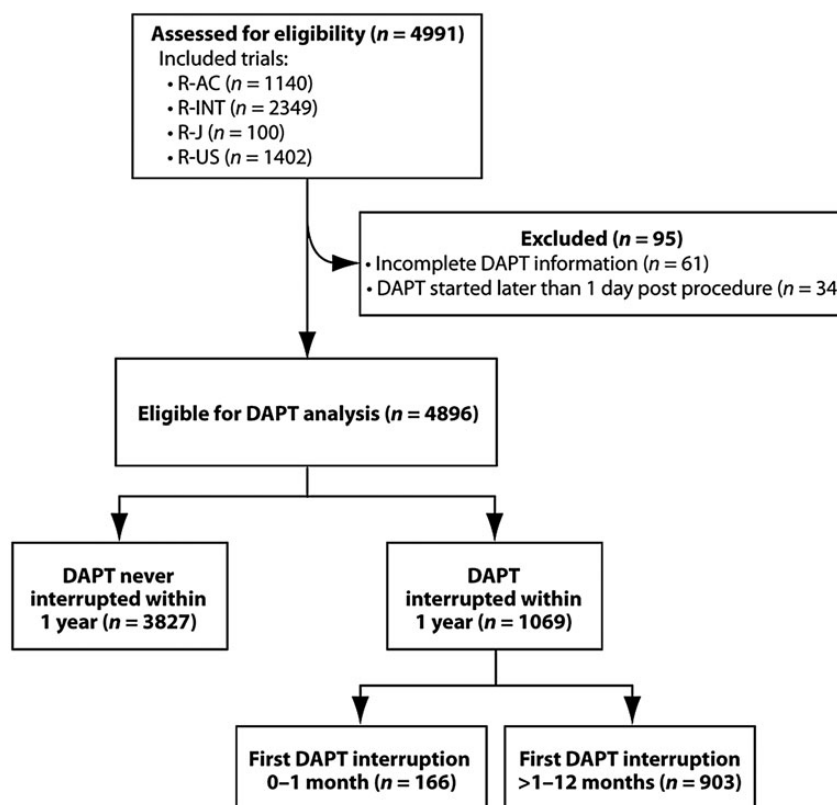 Assessed for eligibility (n = 4991)
Included trials:
• R-AC (n = 1140)
• R-INT (n = 2349)
• R-J (n = 100)
• R-US (n = 1402)
Excluded (n = 95)
• Incomplete DAPT information (n = 61)
• DAPT started later than 1 day post procedure (n = 34
Eligible for DAPT analysis (n = 4896)
DAPT never
interrupted within
1 year (n = 3827)
DAPT
interrupted within
1 year (n = 1069)
First DAPT interruption
0–1 month (n = 166)
First DAPT interruption
>1–12 months (n = 903)